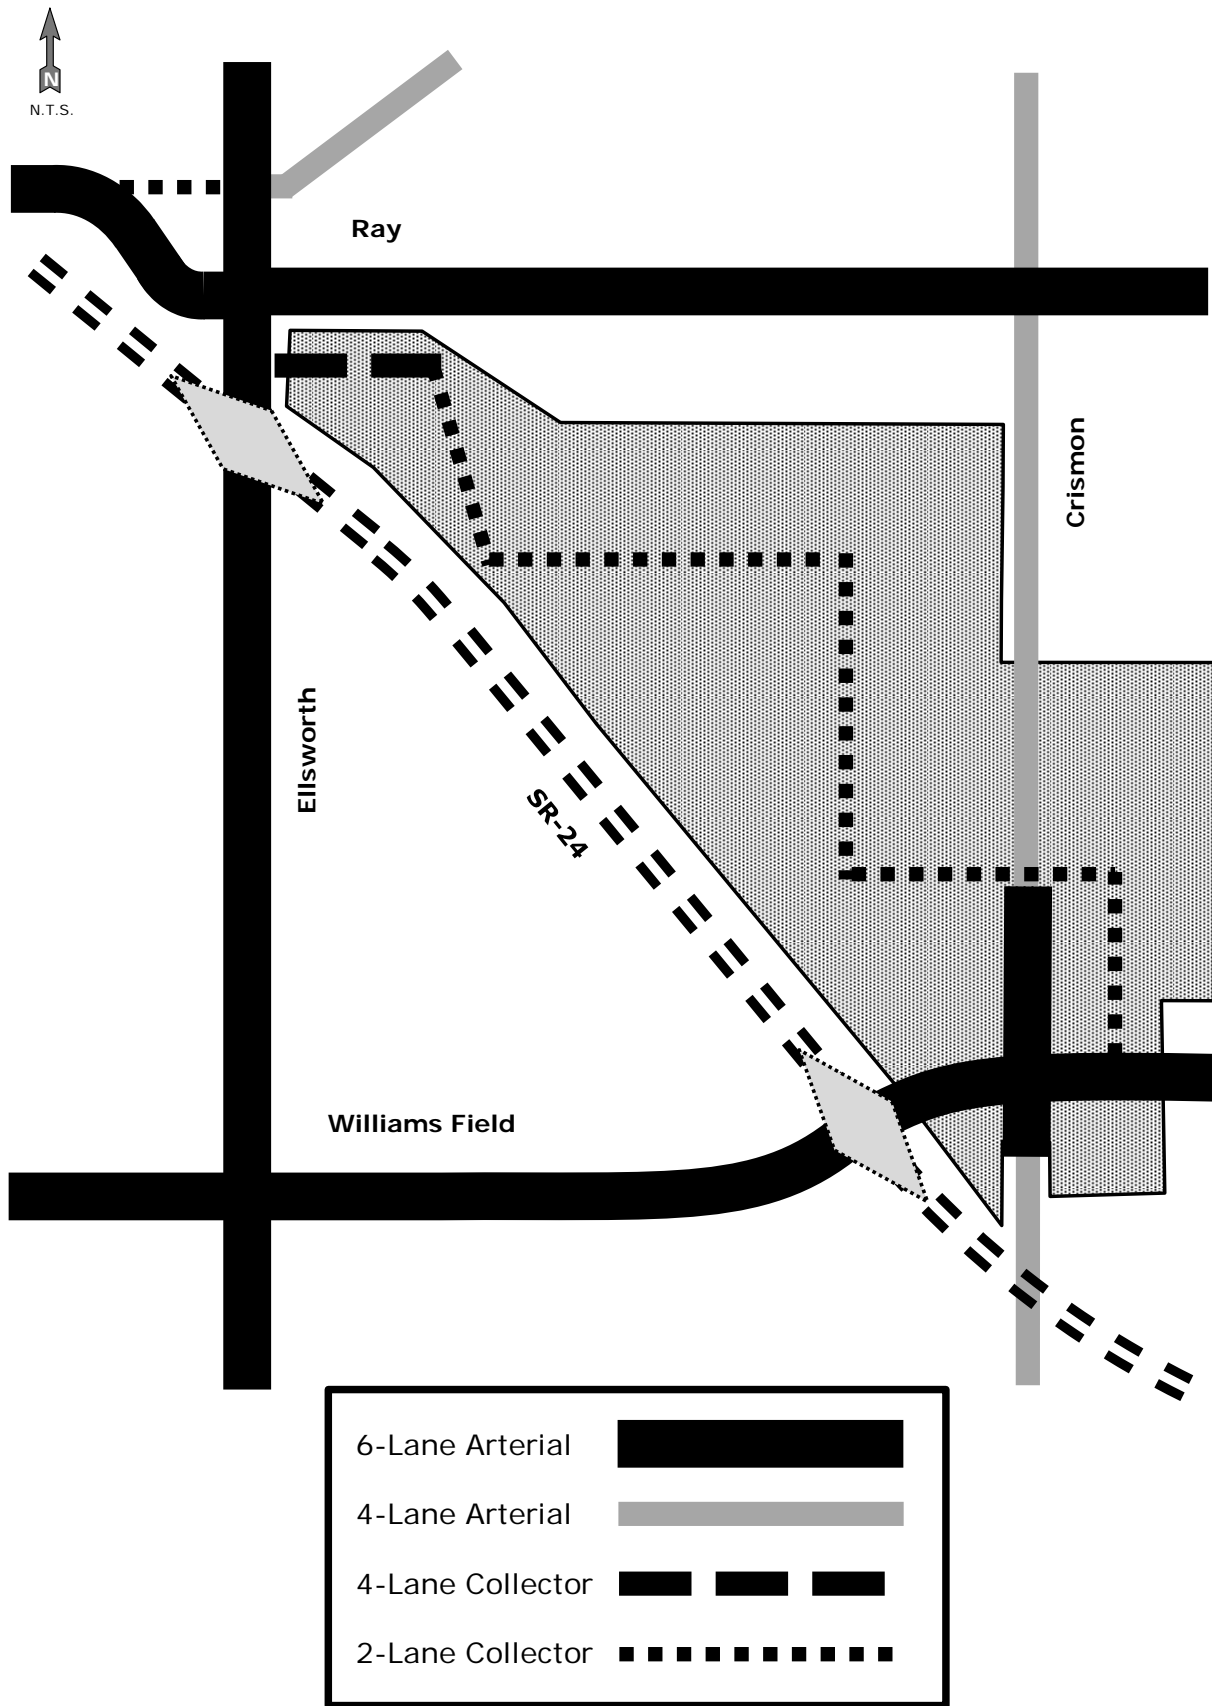 N
N.T.S.
Ray
Crismon
Ellsworth
SR-24
Williams Field
6-Lane Arterial
4-Lane Arterial
4-Lane Collector
2-Lane Collector